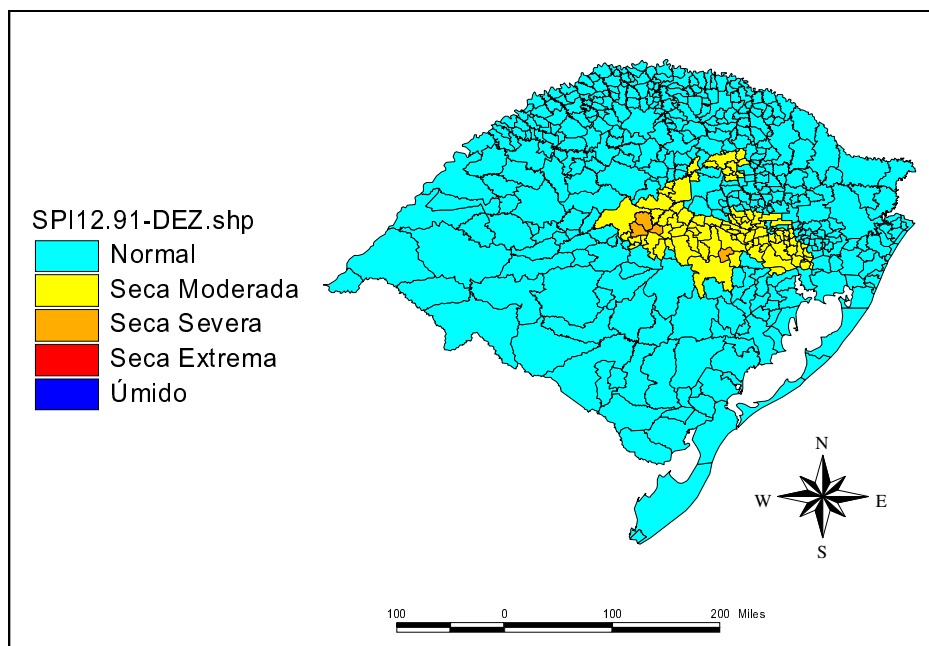 SPI12.91-DEZ.shp
Normal
Seca Moderada
Seca Severa
Seca Extrema
Úmido
N
W E
S
100 0 100 200 Miles